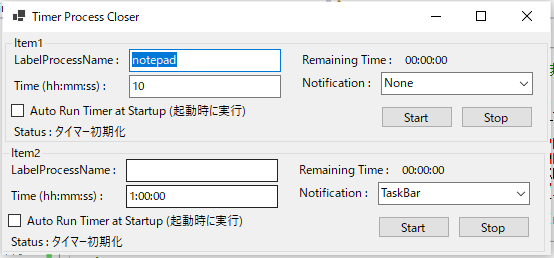 Timer Process Closer
Item1
LabelProcessName : notepad Remaining Time : 00:00:00
Time (hh:mm:ss) : 10 Notification : None
Auto Run Timer at Startup (起動時に実行) Start Stop
Status : タイマー初期化
Item2
LabelProcessName : Remaining Time : 00:00:00
Time (hh:mm:ss) : 1:00:00 Notification : TaskBar
Auto Run Timer at Startup (起動時に実行) Start Stop
Status : タイマー初期化